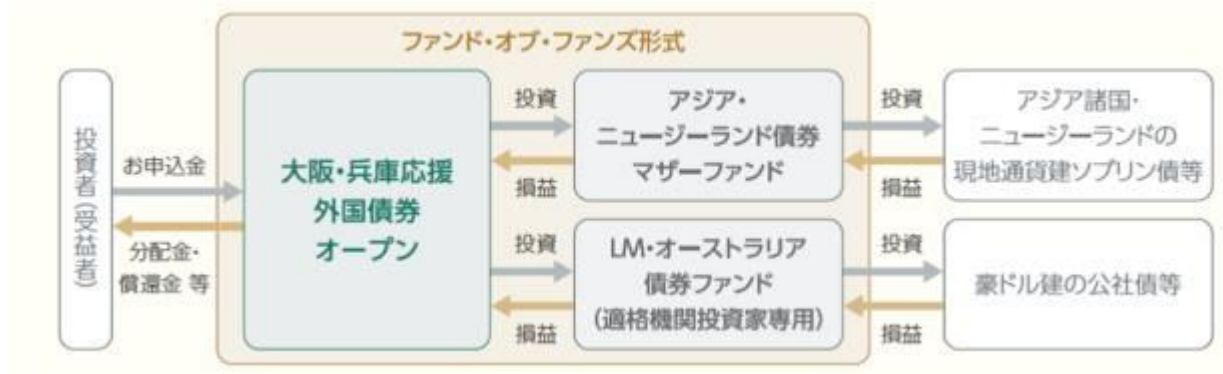 ファンド・オブ・ファンズ形式
投資者(受益者)
お申込金
分配金・
償還金 等
大阪・兵庫応援
外国債券
オープン
投資
損益
アジア・
ニュージーランド債券
マザーファンド
投資
損益
アジア諸国・
ニュージーランドの
現地通貨建ソブリン債等
投資
損益
LM・オーストラリア
債券ファンド
(適格機関投資家専用)
投資
損益
豪ドル建の公社債等